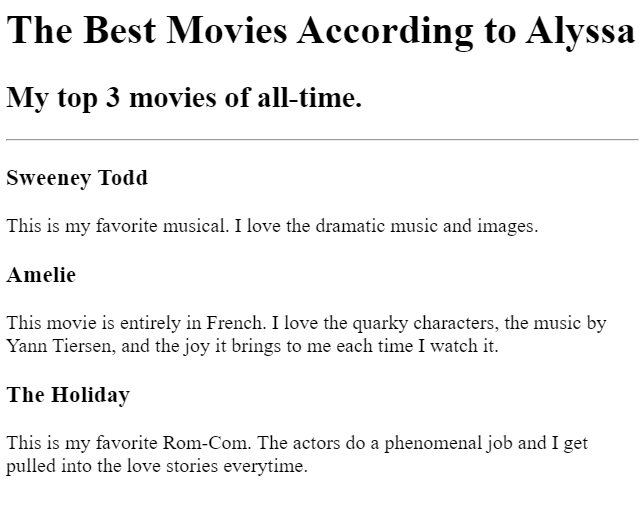 The Best Movies According to Alyssa
My top 3 movies of all-time.
Sweeney Todd
This is my favorite musical. I love the dramatic music and images.
Amelie
This movie is entirely in French. I love the quarky characters, the music by
Yann Tiersen, and the joy it brings to me each time I watch it.
The Holiday
This is my favorite Rom-Com. The actors do a phenomenal job and I get
pulled into the love stories everytime.